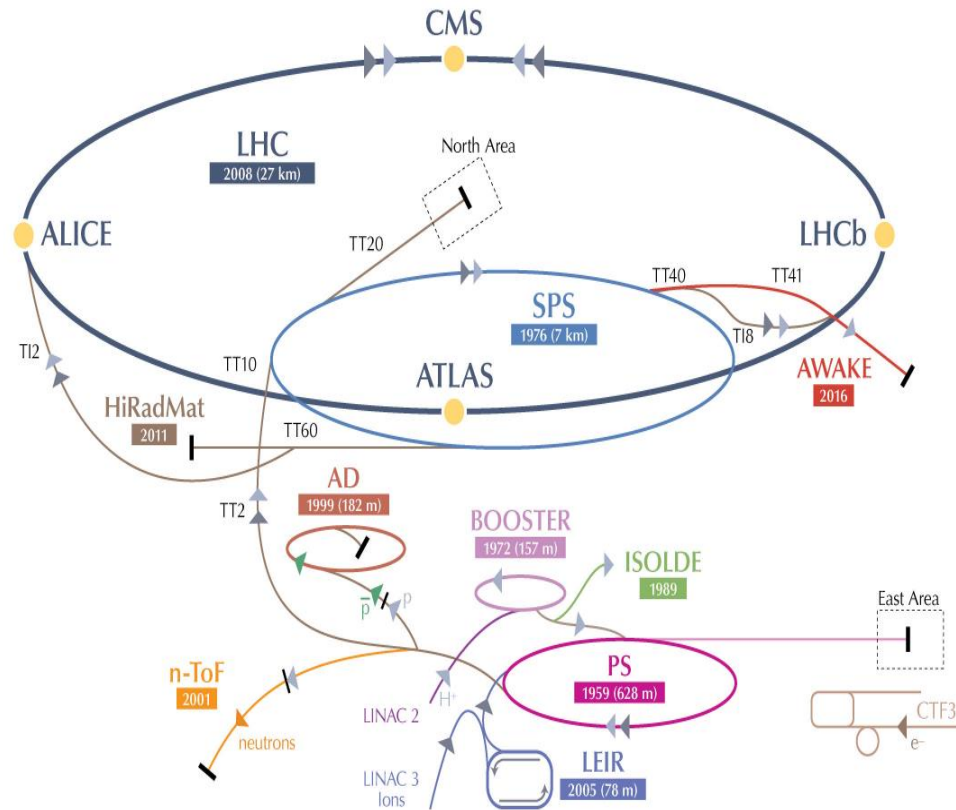 CMS
LHC
2008 (27 km)
North Area
ALICE
TT20
LHCb
TT40
TT41
SPS
1976 (7 km)
TI8
TI2
TT10
ATLAS
AWAKE
2016
HiRadMat
2011
TT60
AD
1999 (182 m)
TT2
BOOSTER
1972 (157 m)
ISOLDE
1989
p̅
p
East Area
n-ToF
2001
PS
1959 (628 m)
H⁺
LINAC 2
neutrons
CTF3
e⁻
LEIR
2005 (78 m)
LINAC 3
Ions